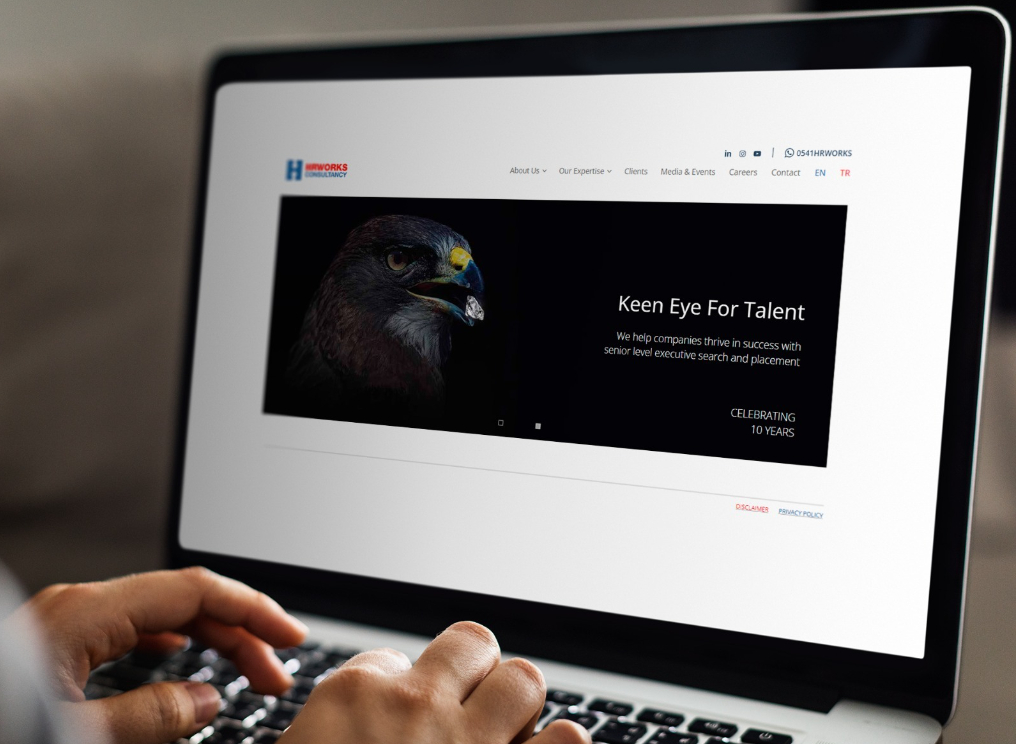 0541HRWORKS
HRWORKS
CONSULTANCY
About Us Our Expertise Clients Media & Events Careers Contact EN TR
Keen Eye For Talent
We help companies thrive in success with
senior level executive search and placement
CELEBRATING
10 YEARS
DISCLAIMER PRIVACY POLICY